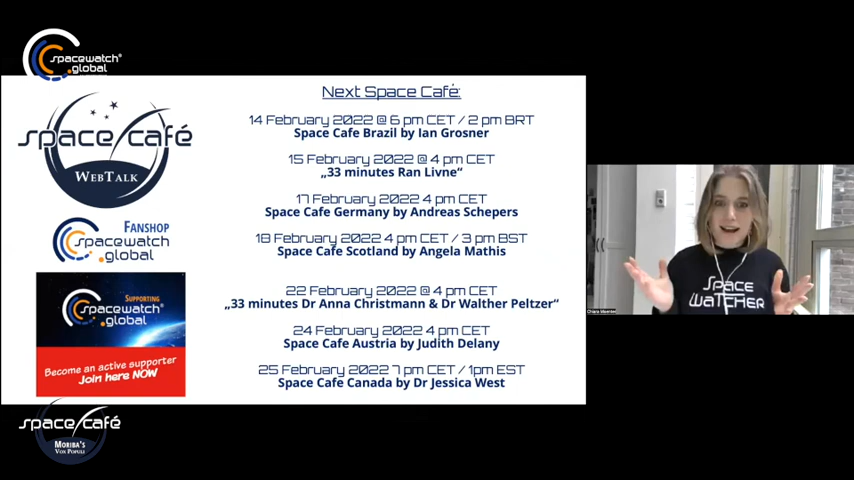 spacewatch®
.global
space café
WEBTALK
FANSHOP
spacewatch
.global
SUPPORTING
spacewatch®
.global
Become an active supporter
Join here NOW
Next Space Café:
14 February 2022 @ 6 pm CET / 2 pm BRT
Space Cafe Brazil by Ian Grosner
15 February 2022 @ 4 pm CET
„33 minutes Ran Livne“
17 February 2022 4 pm CET
Space Cafe Germany by Andreas Schepers
18 February 2022 4 pm CET / 3 pm BST
Space Cafe Scotland by Angela Mathis
22 February 2022 @ 4 pm CET
„33 minutes Dr Anna Christmann & Dr Walther Peltzer“
24 February 2022 4 pm CET
Space Cafe Austria by Judith Delany
25 February 2022 7 pm CET / 1pm EST
Space Cafe Canada by Dr Jessica West
SPACE
WATCHER
space café
MORIBA'S
VOX POPULI